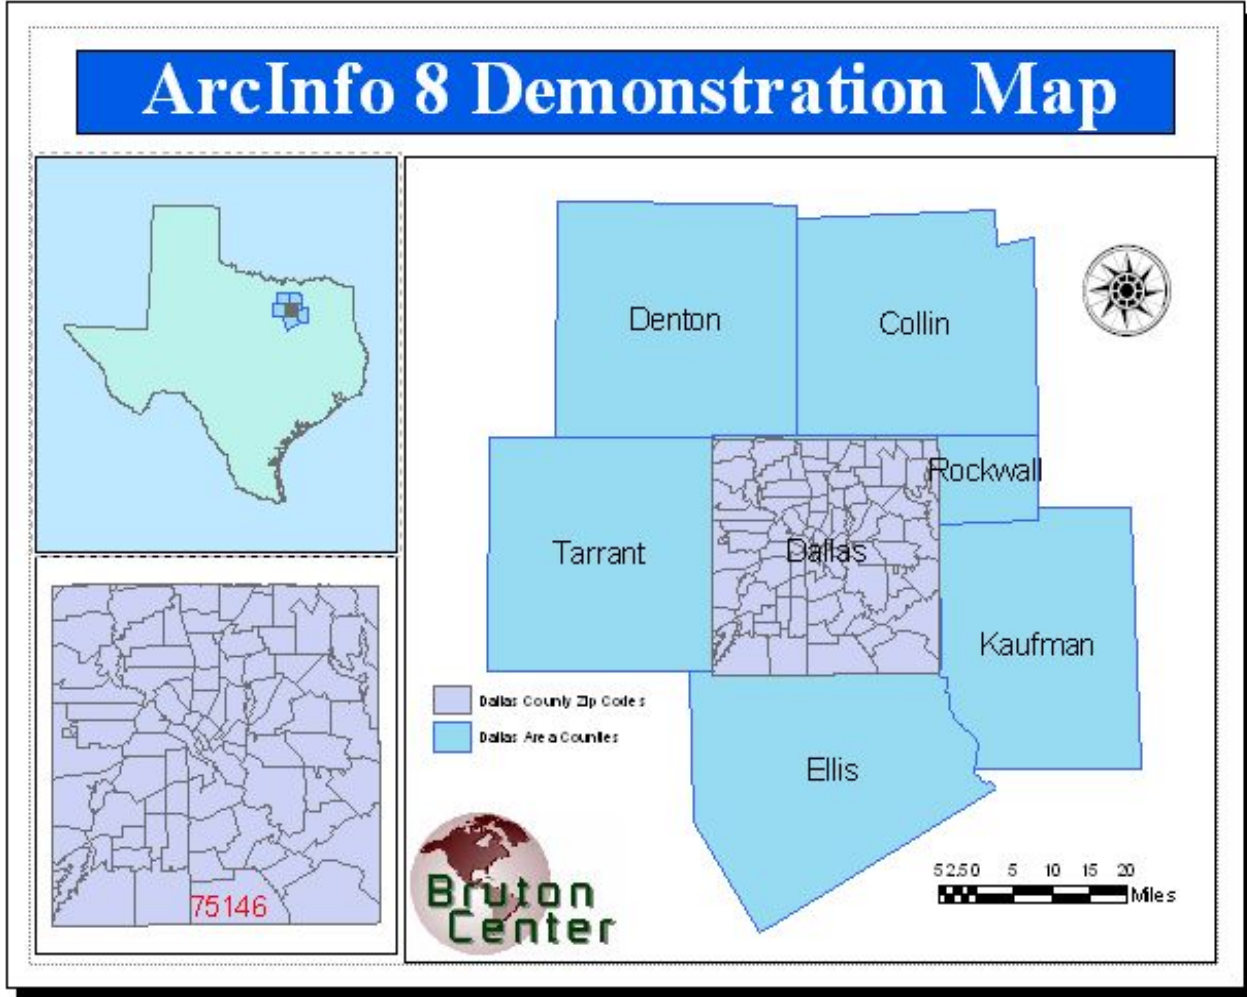 ArcInfo 8 Demonstration Map
Denton
Collin
Rockwall
Tarrant
Dallas
Kaufman
Ellis
Dallas County Zip Codes
Dallas Area Counties
75146
Bruton
Center
5 2.5 0 5 10 15 20
Miles